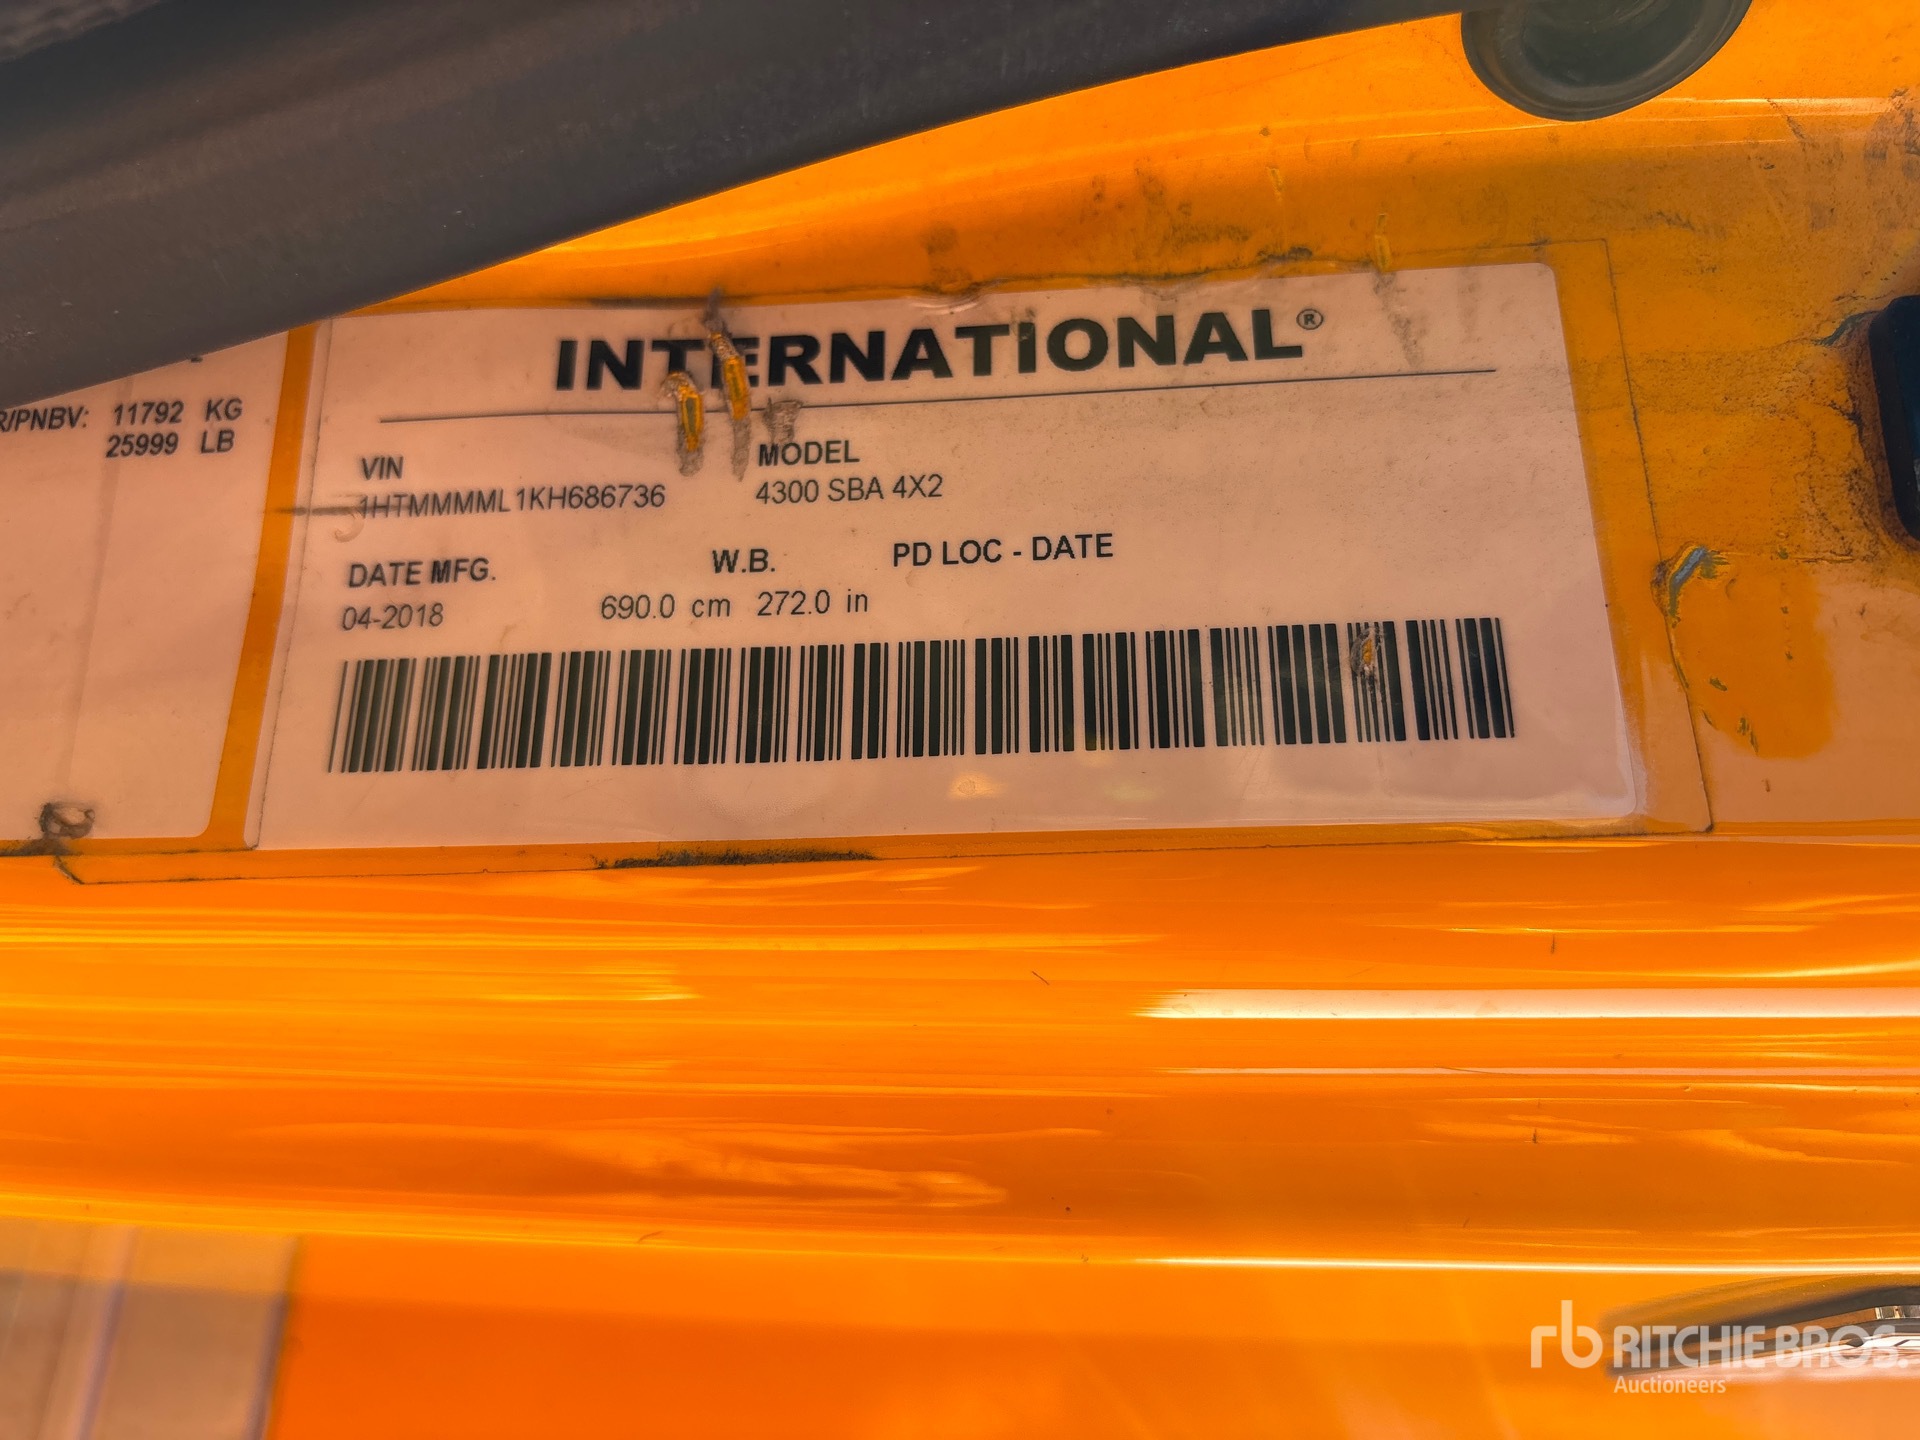 R/PNBV: 11792 KG
25999 LB
INTERNATIONAL®
VIN
1HTMMMML1KH686736
MODEL
4300 SBA 4X2
DATE MFG.
04-2018
W.B.
690.0 cm 272.0 in
PD LOC - DATE
rb RITCHIE BROS.
Auctioneers